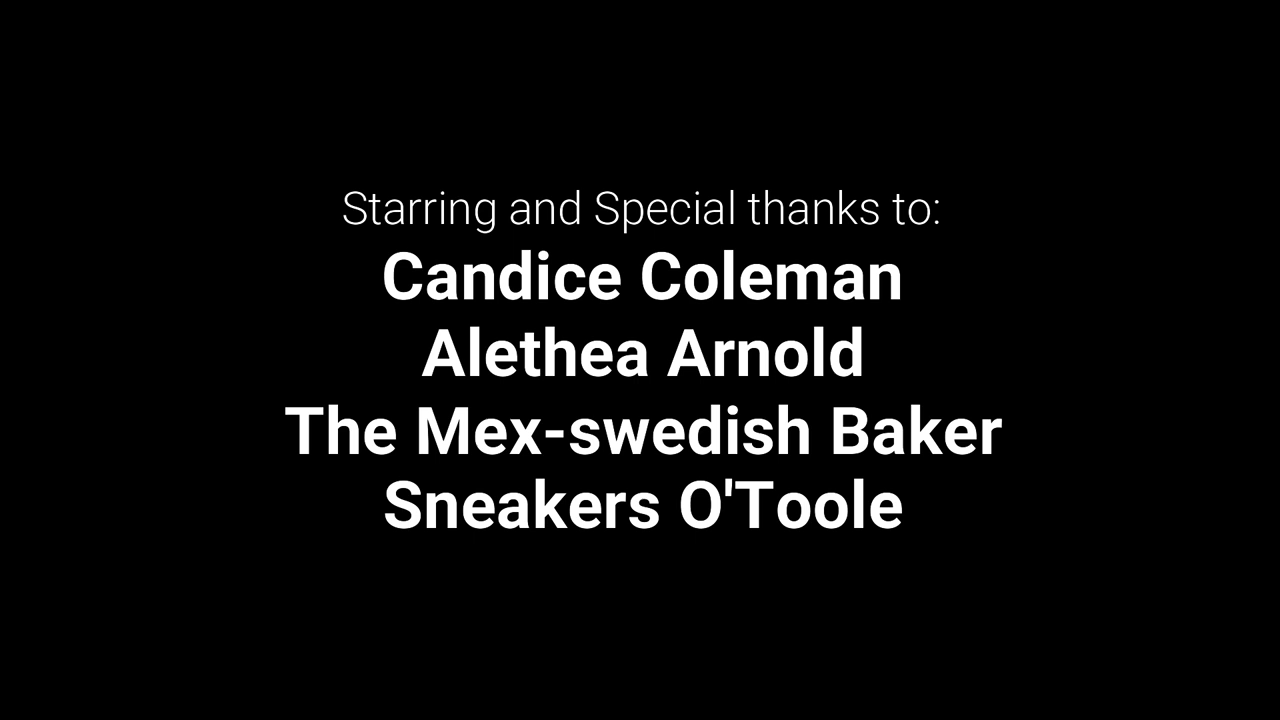 Starring and Special thanks to:
Candice Coleman
Alethea Arnold
The Mex-swedish Baker
Sneakers O'Toole